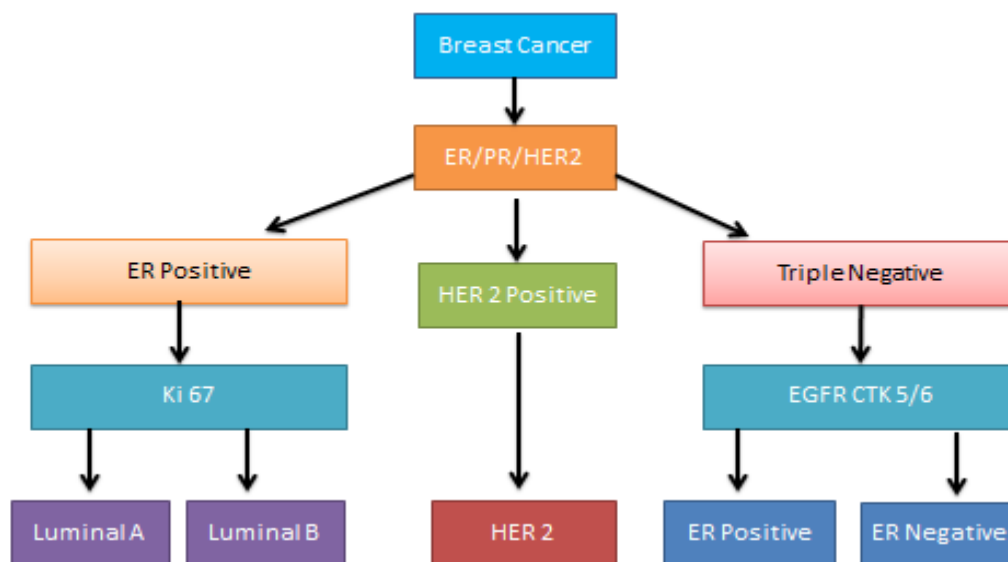 Breast Cancer
ER/PR/HER2
ER Positive
HER 2 Positive
Triple Negative
Ki 67
EGFR CTK 5/6
Luminal A
Luminal B
HER 2
ER Positive
ER Negative